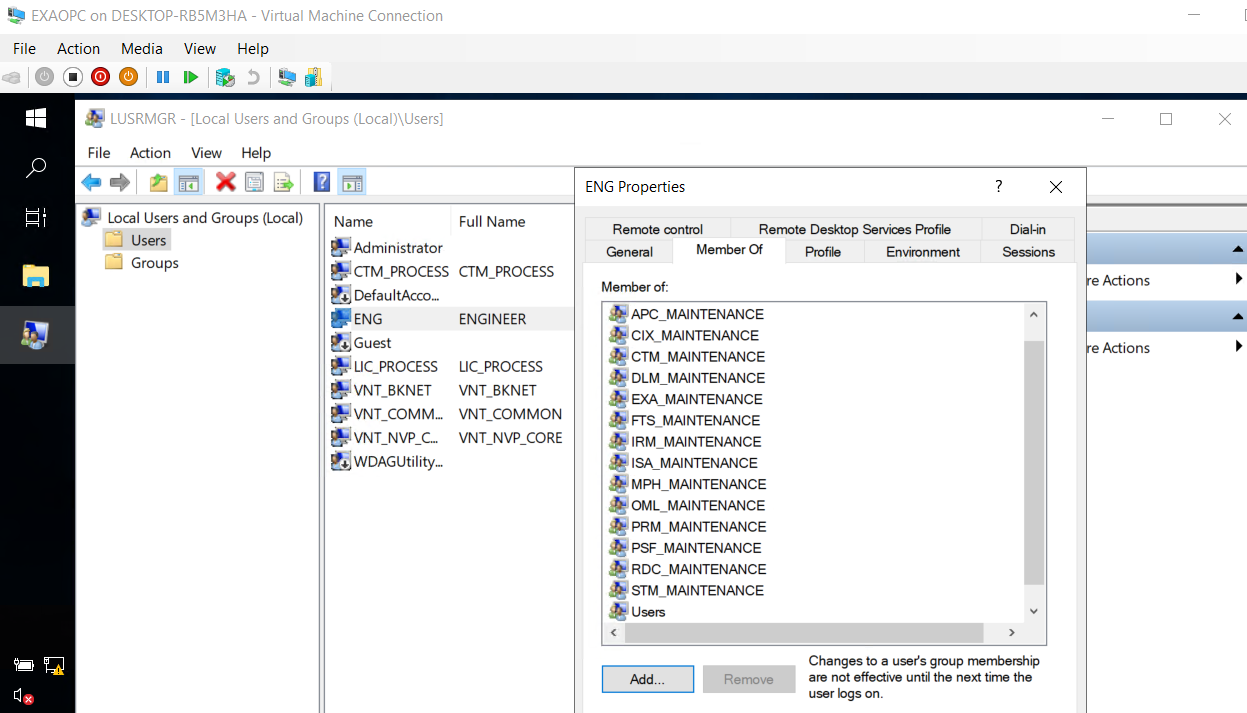 EXAOPC on DESKTOP-RB5M3HA - Virtual Machine Connection
File Action Media View Help
LUSRMGR - [Local Users and Groups (Local)\Users]
File Action View Help
Local Users and Groups (Local)
Users
Groups
Name Full Name
Administrator
CTM_PROCESS CTM_PROCESS
DefaultAcco...
ENG ENGINEER
Guest
LIC_PROCESS LIC_PROCESS
VNT_BKNET VNT_BKNET
VNT_COMM... VNT_COMMON
VNT_NVP_C... VNT_NVP_CORE
WDAGUtility...
ENG Properties
?
Remote control Remote Desktop Services Profile Dial-in
General Member Of Profile Environment Sessions
Member of:
APC_MAINTENANCE
CIX_MAINTENANCE
CTM_MAINTENANCE
DLM_MAINTENANCE
EXA_MAINTENANCE
FTS_MAINTENANCE
IRM_MAINTENANCE
ISA_MAINTENANCE
MPH_MAINTENANCE
OML_MAINTENANCE
PRM_MAINTENANCE
PSF_MAINTENANCE
RDC_MAINTENANCE
STM_MAINTENANCE
Users
Add... Remove
Changes to a user's group membership
are not effective until the next time the
user logs on.
re Actions
re Actions